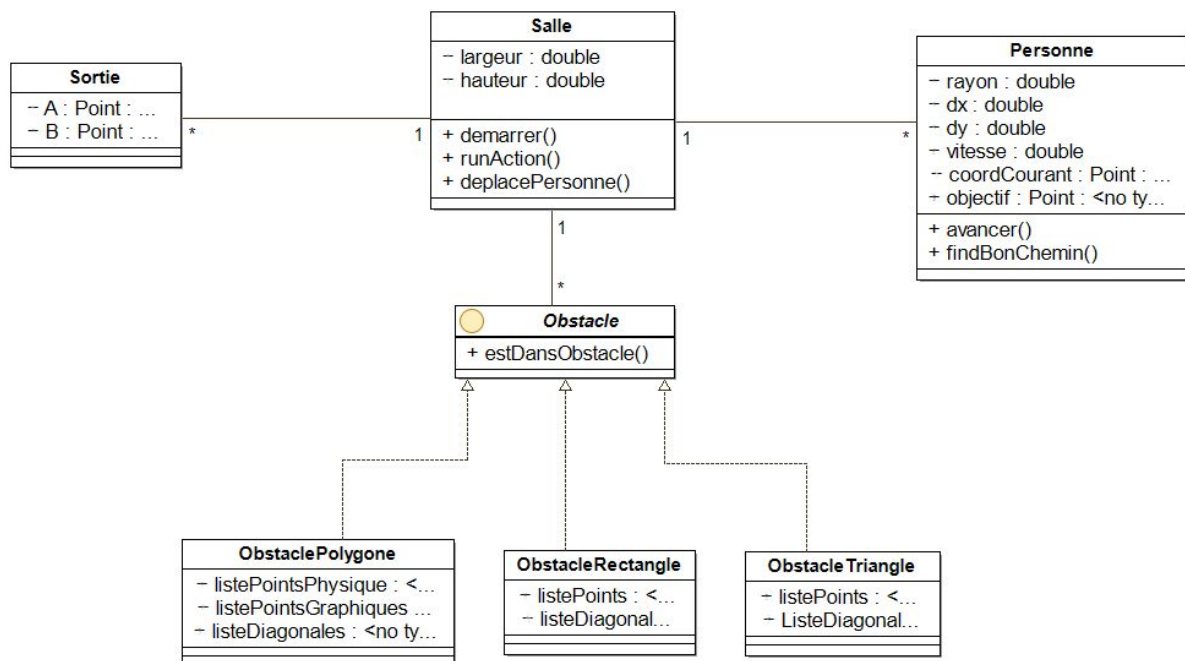 Salle
- largeur : double
- hauteur : double
+ demarrer()
+ runAction()
+ deplacePersonne()
Sortie
- A : Point : ...
- B : Point : ...
* 1
Personne
- rayon : double
- dx : double
- dy : double
- vitesse : double
- coordCourant : Point : ...
- objectif : Point : <no ty...
+ avancer()
+ findBonChemin()
1 *
1
*
Obstacle
+ estDansObstacle()
ObstaclePolygone
- listePointsPhysique : <...
- listePointsGraphiques ...
- listeDiagonales : <no ty...
ObstacleRectangle
- listePoints : <...
- listeDiagonal...
ObstacleTriangle
- listePoints : <...
- ListeDiagonal...